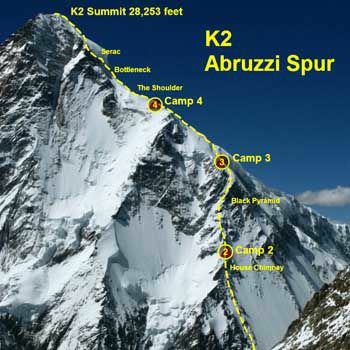 K2 Summit 28,253 feet
K2
Abruzzi Spur
Serac
Bottleneck
The Shoulder
4 Camp 4
3 Camp 3
Black Pyramid
2 Camp 2
House Chimney